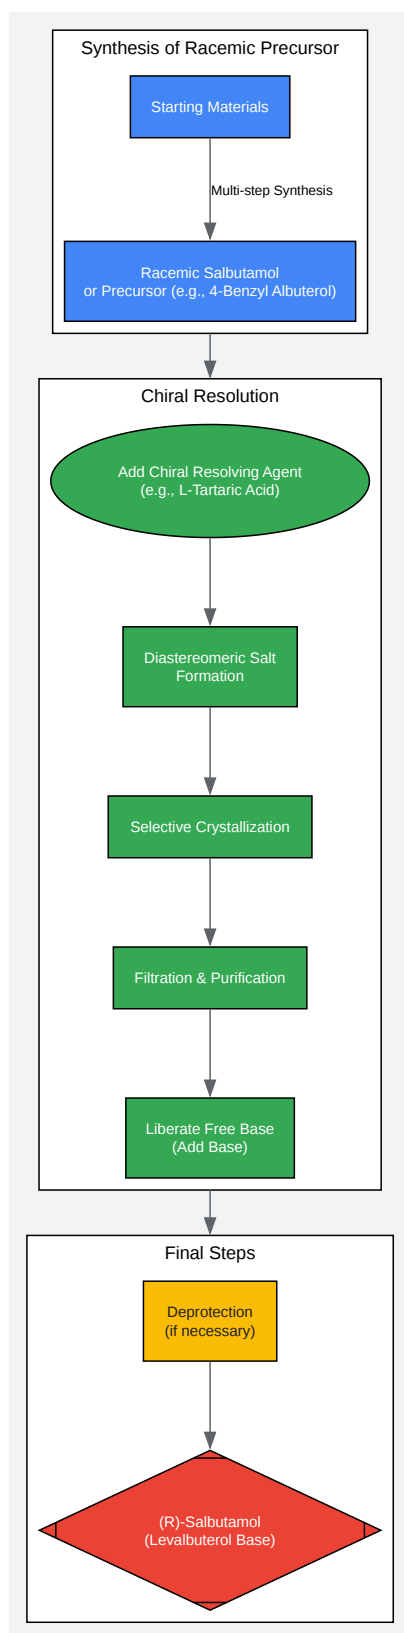 Synthesis of Racemic Precursor
Starting Materials
Multi-step Synthesis
Racemic Salbutamol
or Precursor (e.g., 4-Benzyl Albuterol)
Chiral Resolution
Add Chiral Resolving Agent
(e.g., L-Tartaric Acid)
Diastereomeric Salt
Formation
Selective Crystallization
Filtration & Purification
Liberate Free Base
(Add Base)
Final Steps
Deprotection
(if necessary)
(R)-Salbutamol
(Levalbuterol Base)